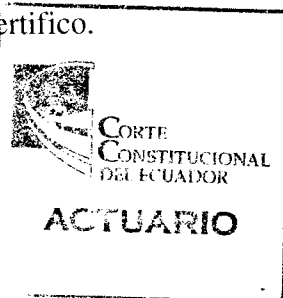 ertifico.
CORTE
CONSTITUCIONAL
DEL ECUADOR
ACTUARIO